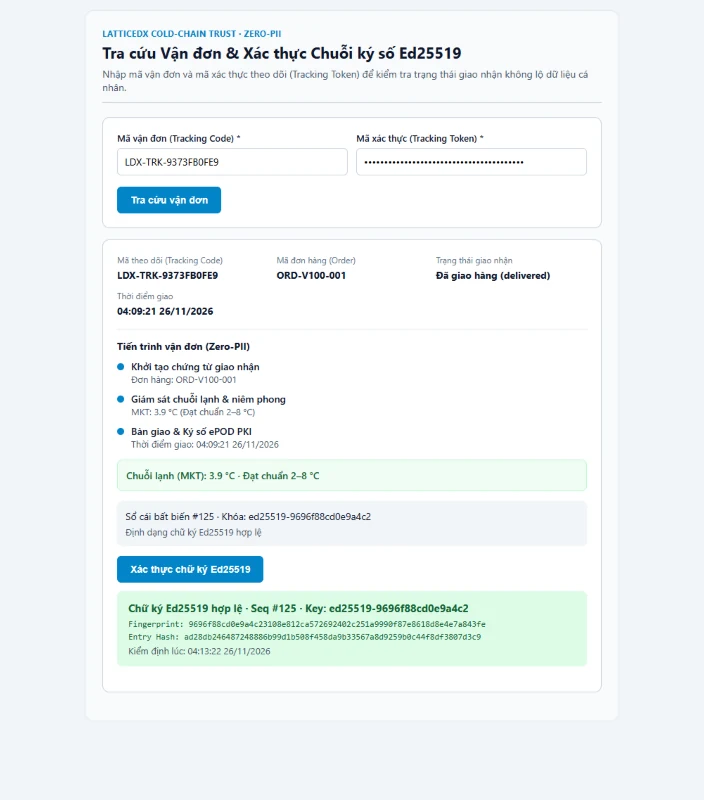 LATTICEDX COLD-CHAIN TRUST · ZERO-PII
Tra cứu Vận đơn & Xác thực Chuỗi ký số Ed25519
Nhập mã vận đơn và mã xác thực theo dõi (Tracking Token) để kiểm tra trạng thái giao nhận không lộ dữ liệu cá
nhân.
Mã vận đơn (Tracking Code) *
Mã xác thực (Tracking Token) *
LDX-TRK-9373FB0FE9
Tra cứu vận đơn
Mã theo dõi (Tracking Code)
Mã đơn hàng (Order)
Trạng thái giao nhận
LDX-TRK-9373FB0FE9
ORD-V100-001
Đã giao hàng (delivered)
Thời điểm giao
04:09:21 26/11/2026
Tiến trình vận đơn (Zero-PII)
Khởi tạo chứng từ giao nhận
Đơn hàng: ORD-V100-001
Giám sát chuỗi lạnh & niêm phong
MKT: 3.9 °C (Đạt chuẩn 2–8 °C)
Bàn giao & Ký số ePOD PKI
Thời điểm giao: 04:09:21 26/11/2026
Chuỗi lạnh (MKT): 3.9 °C · Đạt chuẩn 2–8 °C
Sổ cái bất biến #125 · Khóa: ed25519-9696f88cd0e9a4c2
Định dạng chữ ký Ed25519 hợp lệ
Xác thực chữ ký Ed25519
Chữ ký Ed25519 hợp lệ · Seq #125 · Key: ed25519-9696f88cd0e9a4c2
Fingerprint: 9696f88cd0e9a4c23108e812ca572692402c251a9990f87e8618d8e4e7a843fe
Entry Hash: ad28db246487248886b99d1b508f458da9b33567a8d9259b0c44f8df3807d3c9
Kiểm định lúc: 04:13:22 26/11/2026